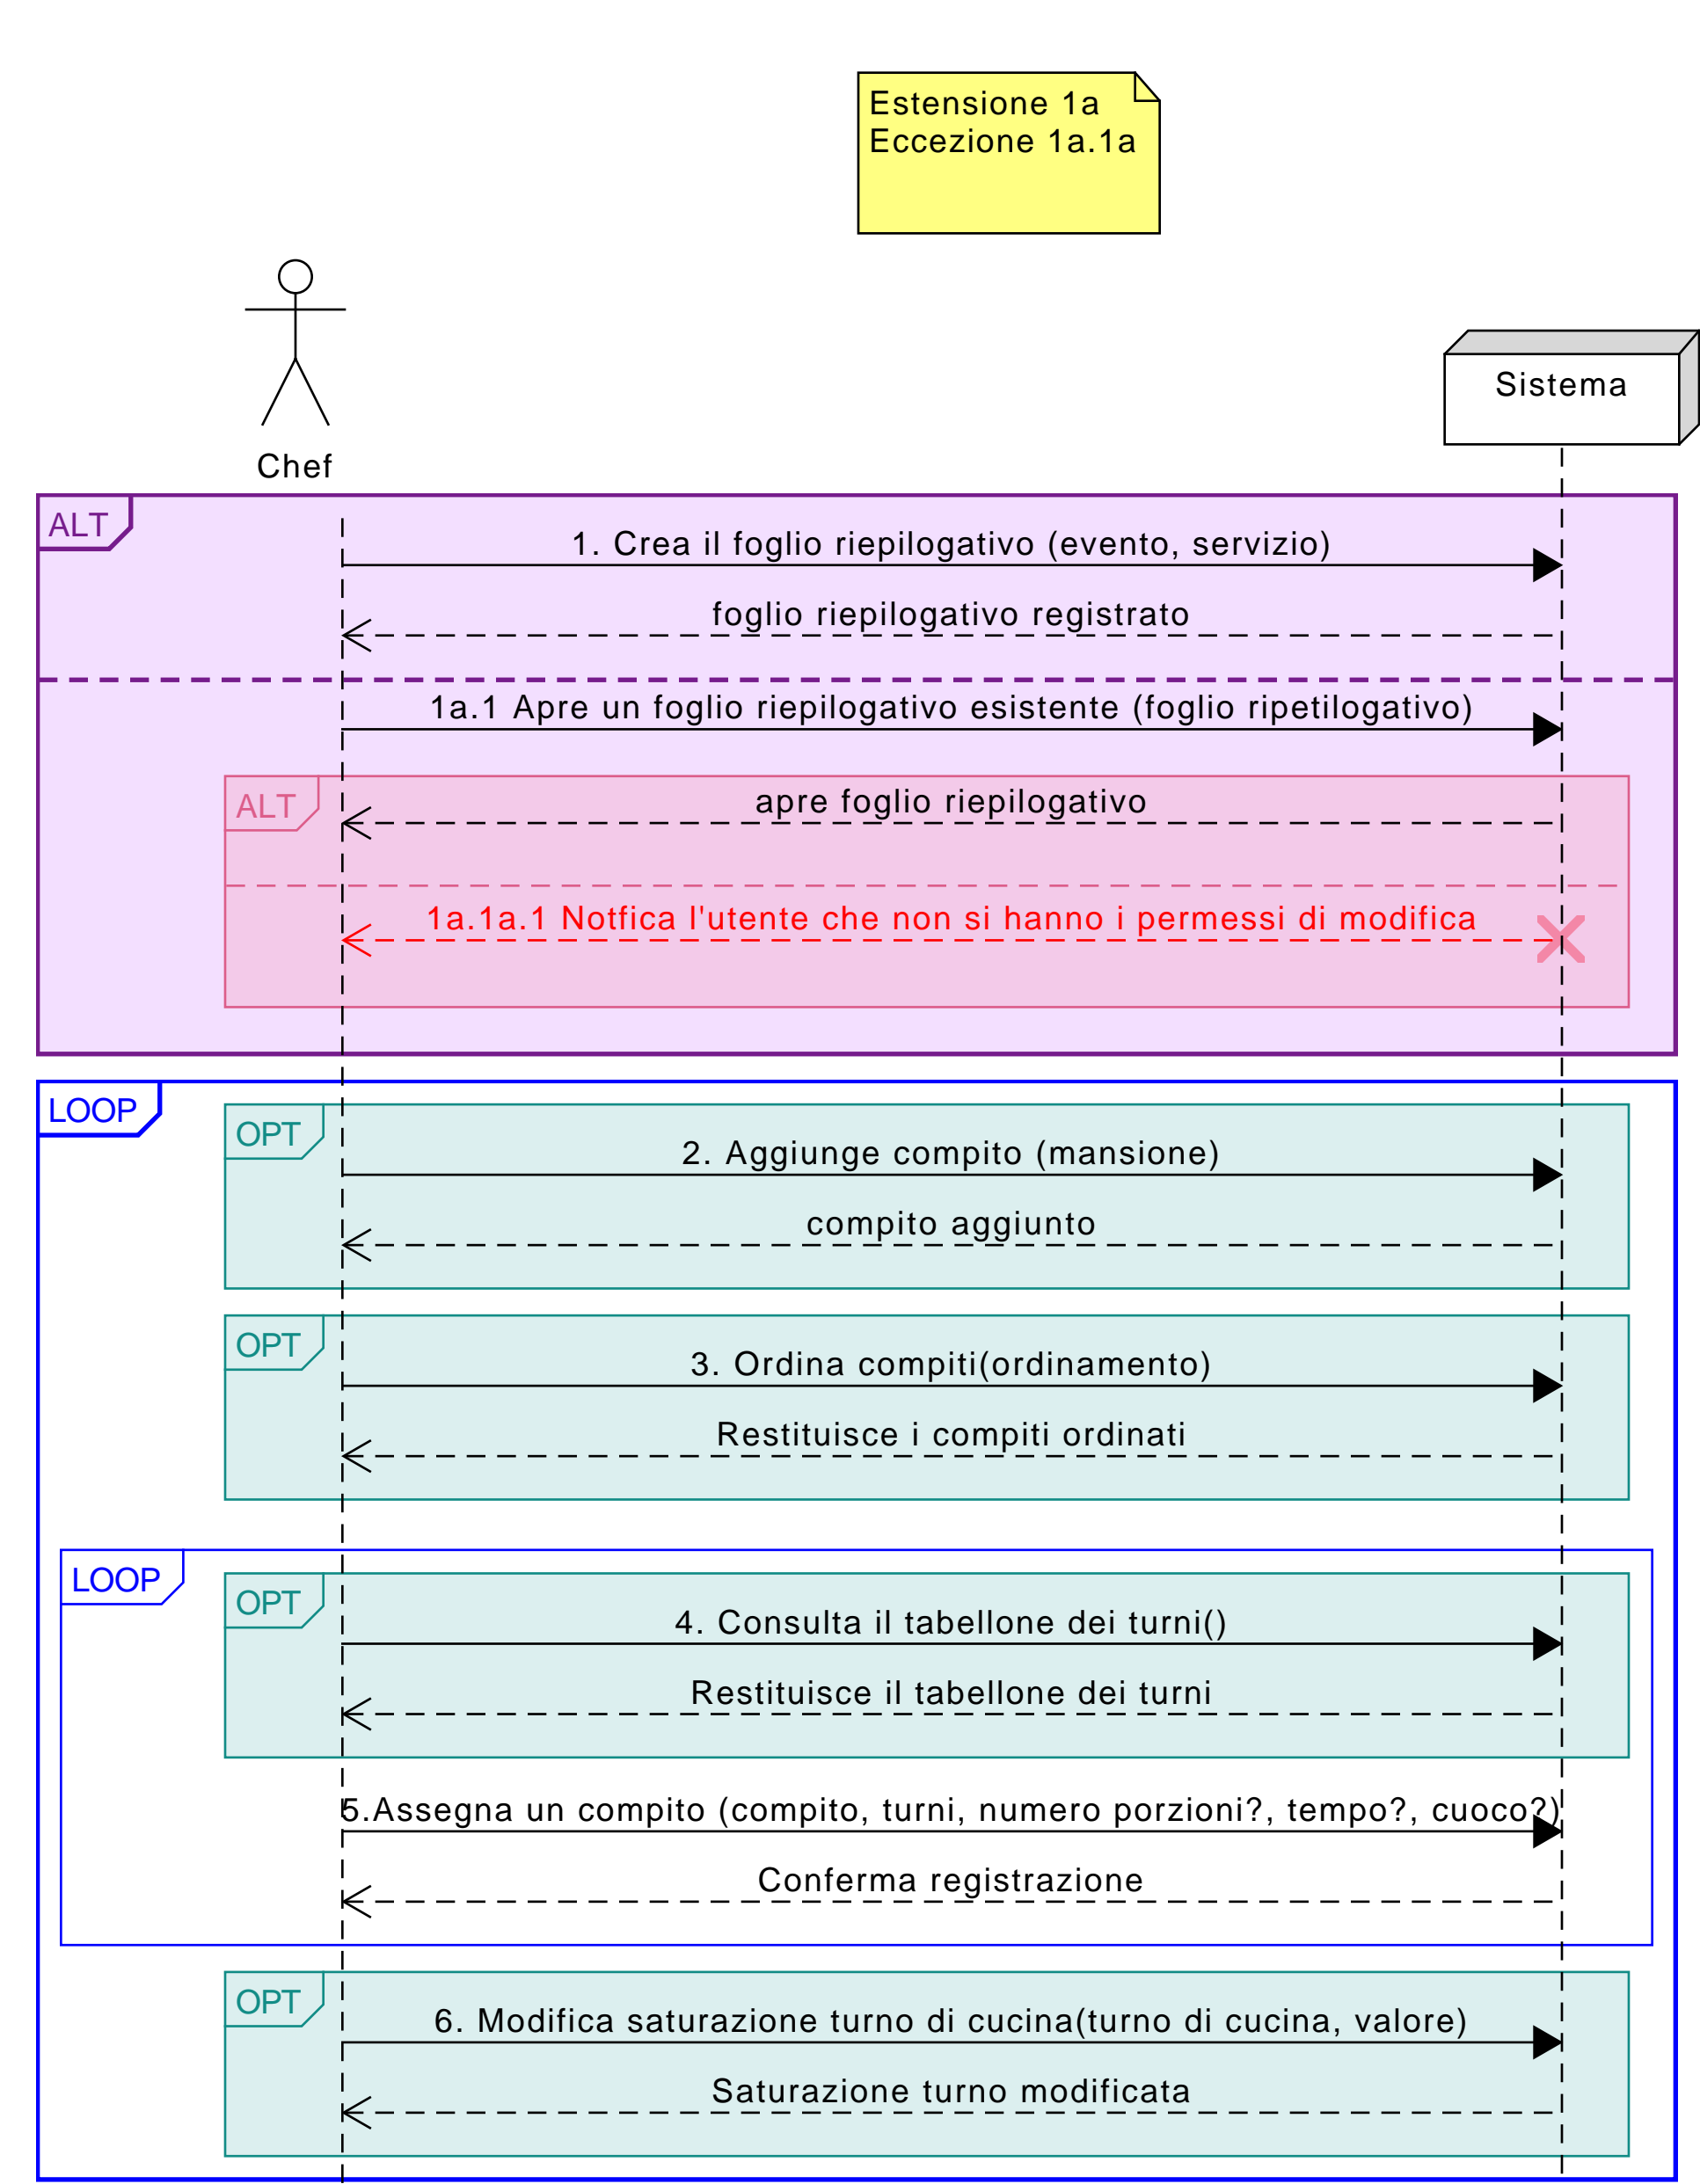 Estensione 1a
Eccezione 1a.1a
Sistema
Chef
ALT
1. Crea il foglio riepilogativo (evento, servizio)
foglio riepilogativo registrato
1a.1 Apre un foglio riepilogativo esistente (foglio ripetilogativo)
ALT
apre foglio riepilogativo
1a.1a.1 Notfica l'utente che non si hanno i permessi di modifica
LOOP
OPT
2. Aggiunge compito (mansione)
compito aggiunto
OPT
3. Ordina compiti(ordinamento)
Restituisce i compiti ordinati
LOOP
OPT
4. Consulta il tabellone dei turni()
Restituisce il tabellone dei turni
5.Assegna un compito (compito, turni, numero porzioni?, tempo?, cuoco?)
Conferma registrazione
OPT
6. Modifica saturazione turno di cucina(turno di cucina, valore)
Saturazione turno modificata